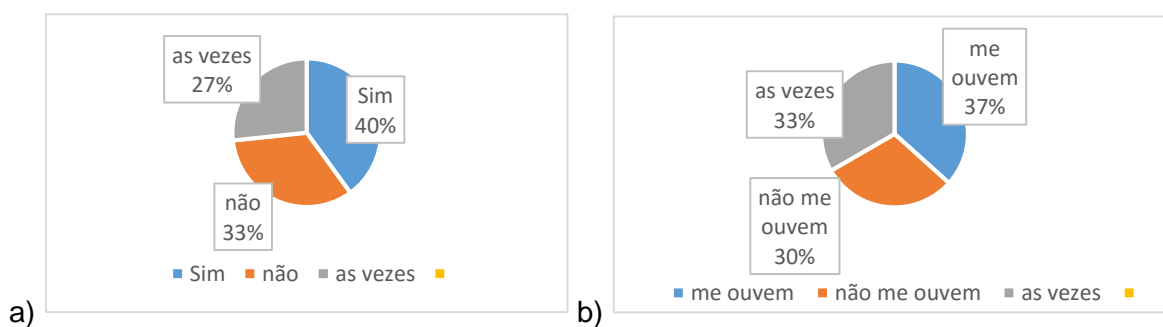 as vezes
27%
Sim
40%
não
33%
Sim não as vezes
a)
me
ouvem
37%
as vezes
33%
não me
ouvem
30%
me ouvem não me ouvem as vezes
b)